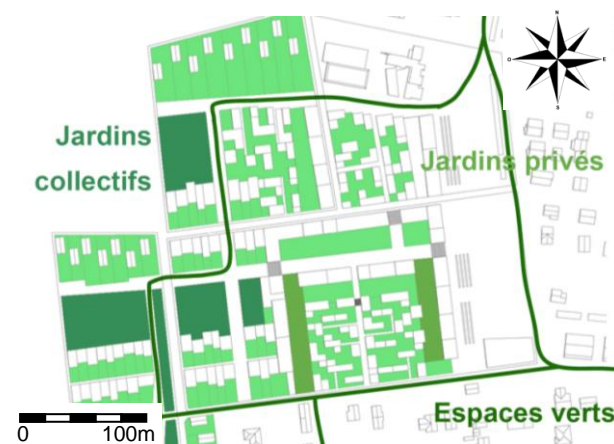 N
O
E
S
Jardins
collectifs
Jardins privés
Espaces verts
0
100m